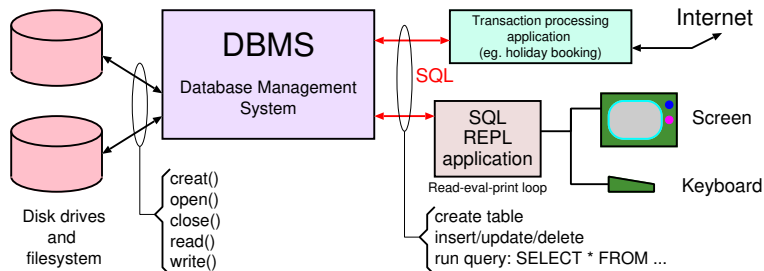 DBMS
Database Management
System
Transaction processing
application
(eg. holiday booking)
Internet
SQL
SQL
REPL
application
Read-eval-print loop
Screen
Keyboard
Disk drives
and
filesystem
creat()
open()
close()
read()
write()
create table
insert/update/delete
run query: SELECT * FROM ...